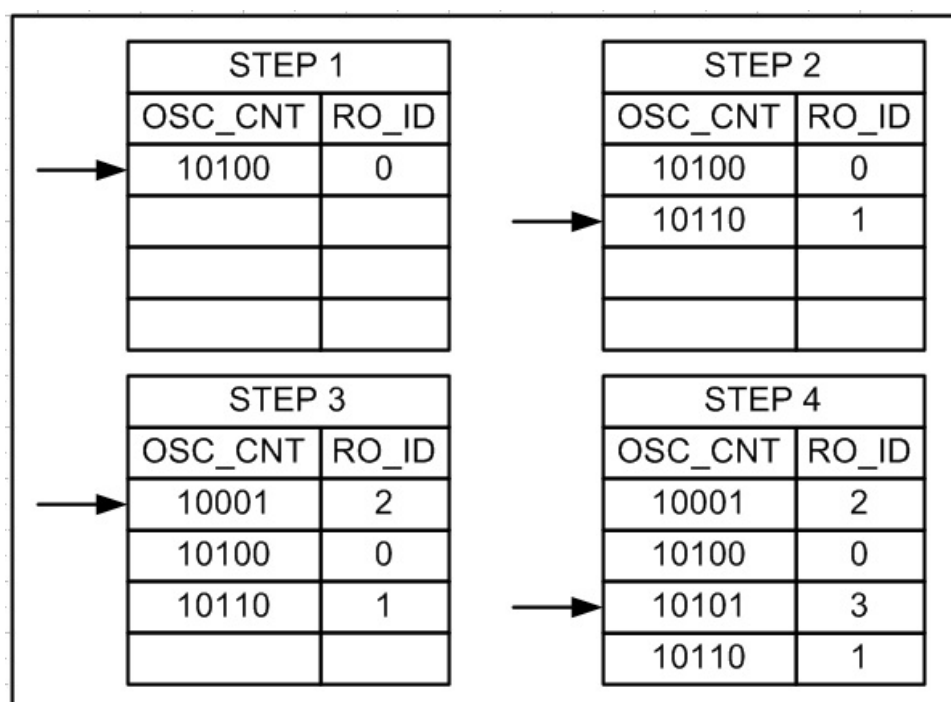 STEP 1
OSC_CNT RO_ID
10100 0
STEP 2
OSC_CNT RO_ID
10100 0
10110 1
STEP 3
OSC_CNT RO_ID
10001 2
10100 0
10110 1
STEP 4
OSC_CNT RO_ID
10001 2
10100 0
10101 3
10110 1